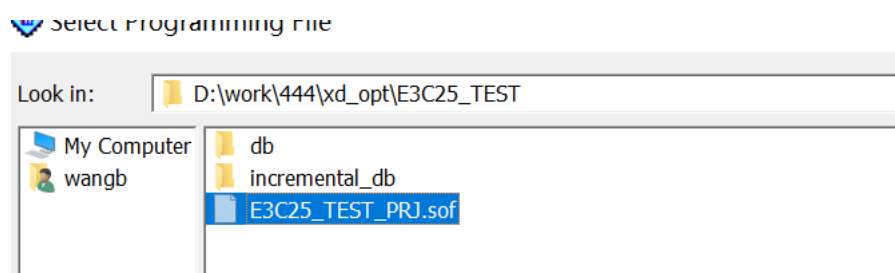 Select Programming File
Look in: D:\work\444\xd_opt\E3C25_TEST
My Computer
wangb
db
incremental_db
E3C25_TEST_PRJ.sof